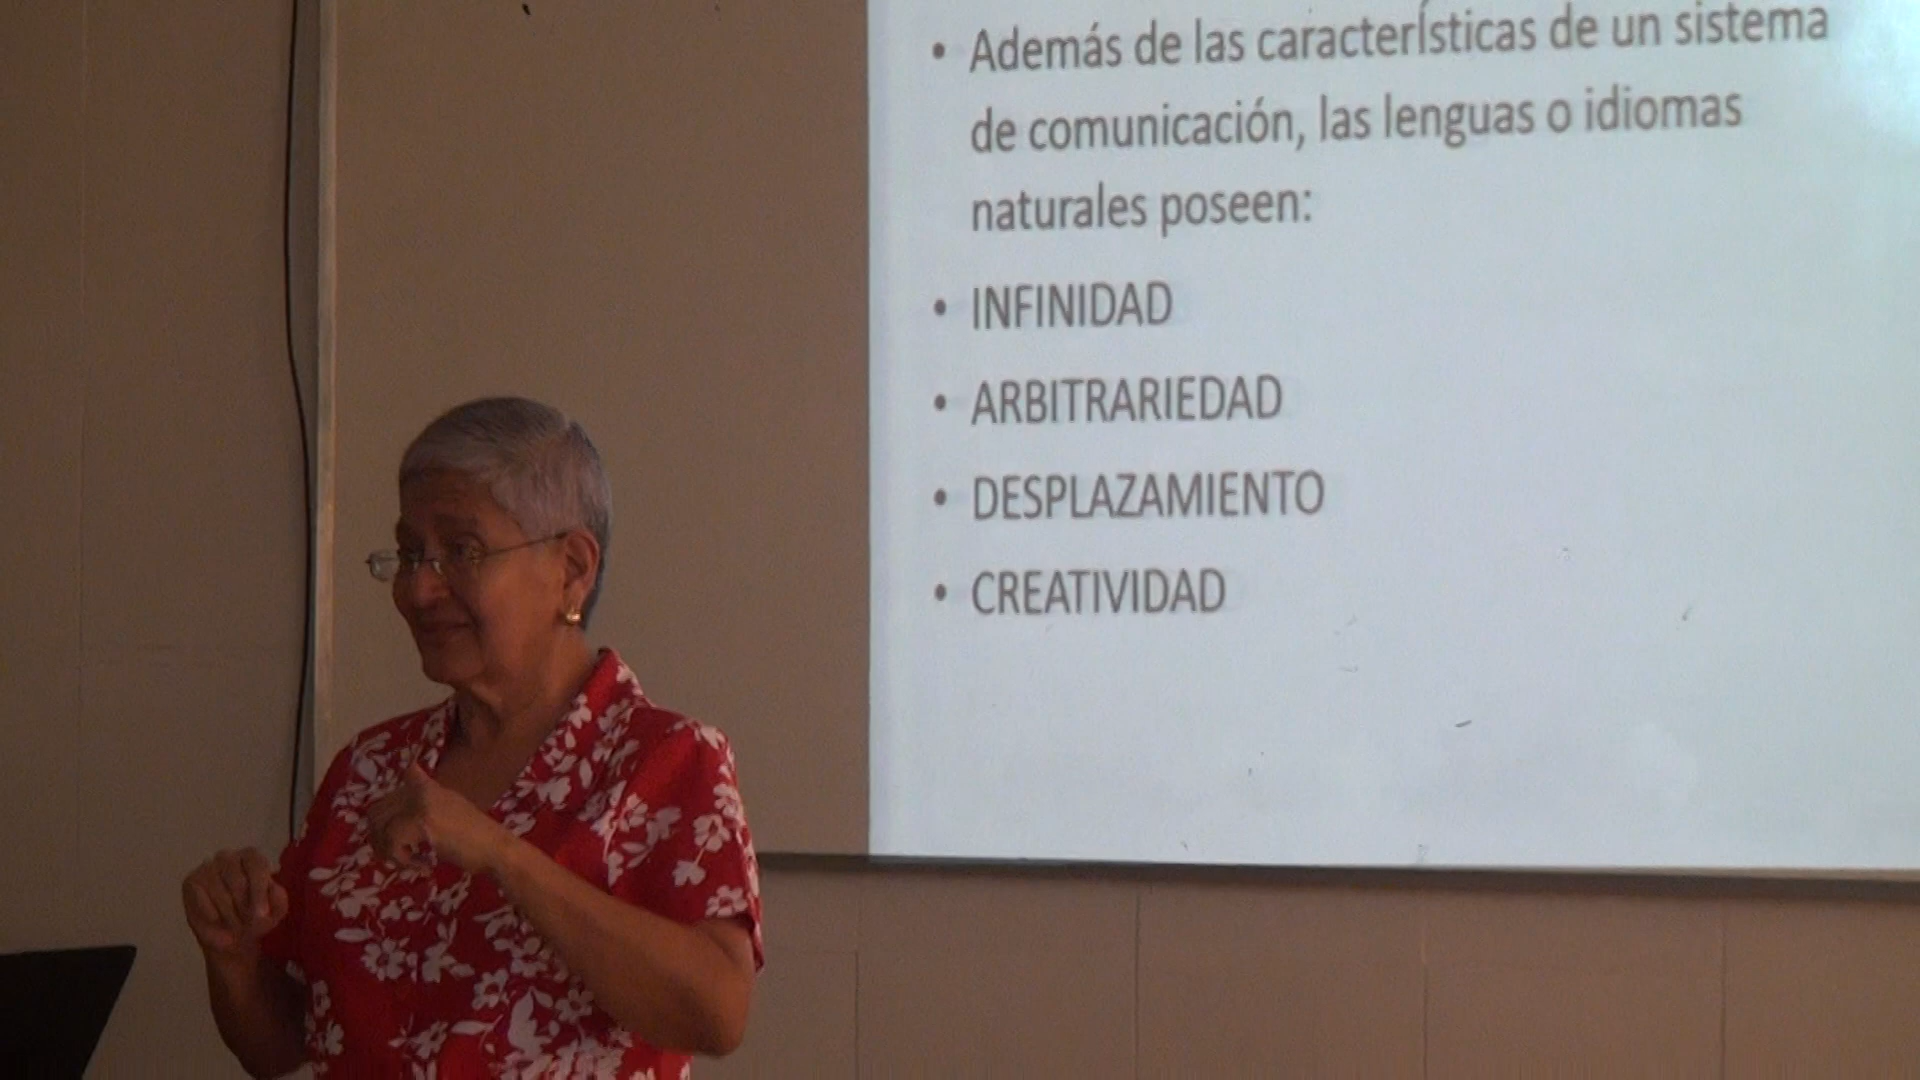 • Además de las características de un sistema
de comunicación, las lenguas o idiomas
naturales poseen:
• INFINIDAD
• ARBITRARIEDAD
• DESPLAZAMIENTO
• CREATIVIDAD